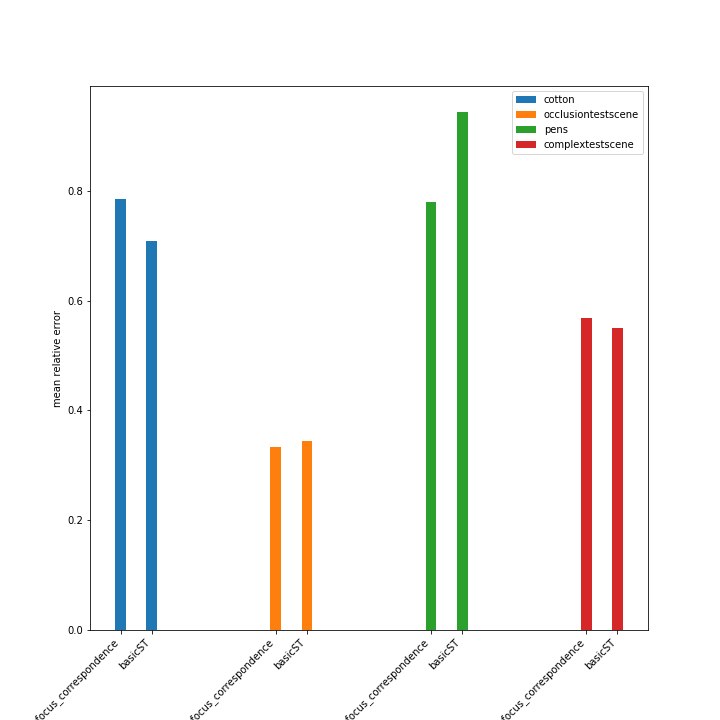 cotton
occlusiontestscene
pens
complextestscene
mean relative error
0.8
0.6
0.4
0.2
0.0
focus_correspondence
basicST
focus_correspondence
basicST
focus_correspondence
basicST
focus_correspondence
basicST